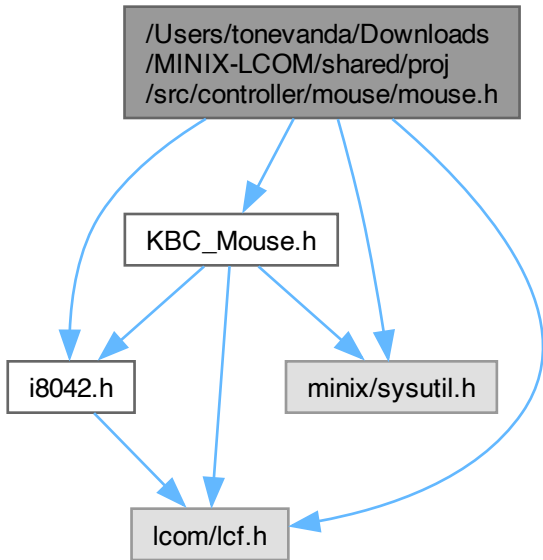 /Users/tonevanda/Downloads
/MINIX-LCOM/shared/proj
/src/controller/mouse/mouse.h
KBC_Mouse.h
i8042.h
minix/sysutil.h
lcom/lcf.h